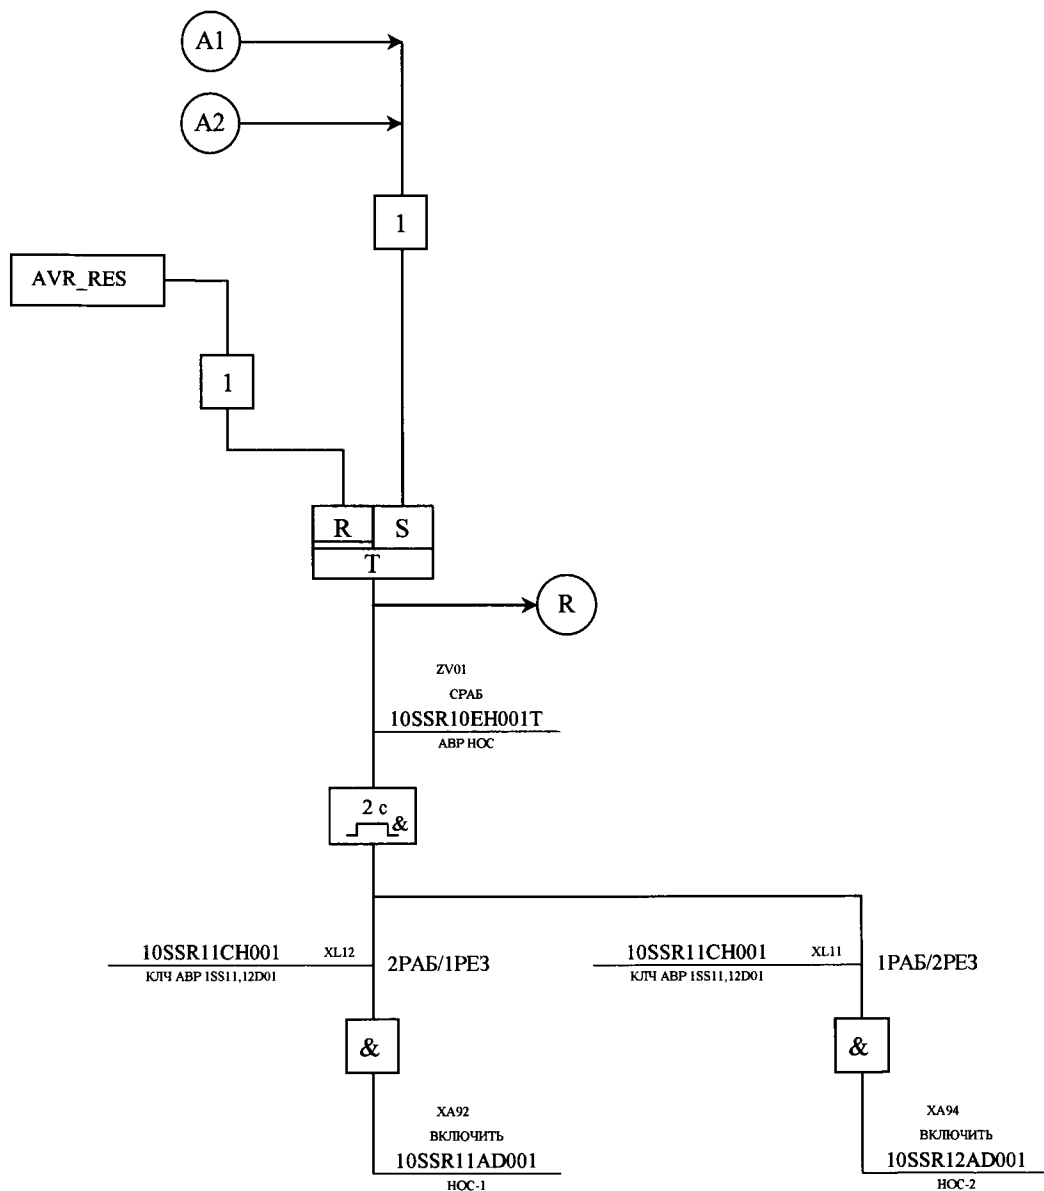 A1
A2
1
AVR_RES
1
R S
T
R
ZV01
СРАБ
10SSR10EH001T
АВР НОС
2 с
&
10SSR11CH001 XL12
КЛЧ АВР 1SS11,12D01
2РАБ/1РЕЗ
10SSR11CH001 XL11
КЛЧ АВР 1SS11,12D01
1РАБ/2РЕЗ
&
&
XA92
ВКЛЮЧИТЬ
10SSR11AD001
НОС-1
XA94
ВКЛЮЧИТЬ
10SSR12AD001
НОС-2